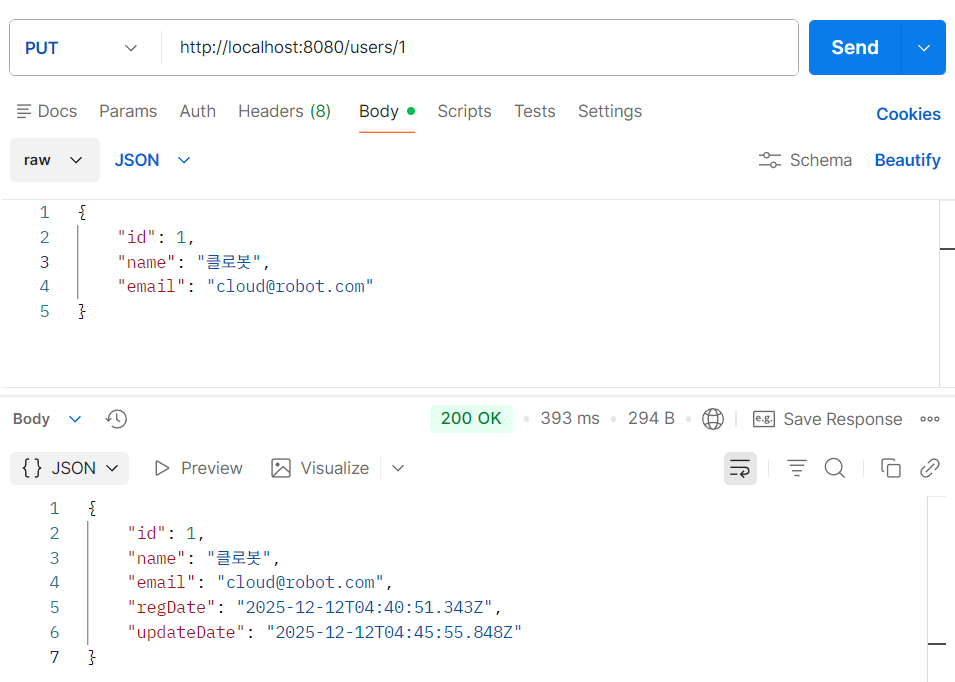 PUT http://localhost:8080/users/1 Send
Docs Params Auth Headers (8) Body Scripts Tests Settings Cookies
raw JSON Schema Beautify
1 {
2 "id": 1,
3 "name": "클로봇",
4 "email": "cloud@robot.com"
5 }
Body 200 OK 393 ms 294 B e.g. Save Response
{} JSON Preview Visualize
1 {
2 "id": 1,
3 "name": "클로봇",
4 "email": "cloud@robot.com",
5 "regDate": "2025-12-12T04:40:51.343Z",
6 "updateDate": "2025-12-12T04:45:55.848Z"
7 }